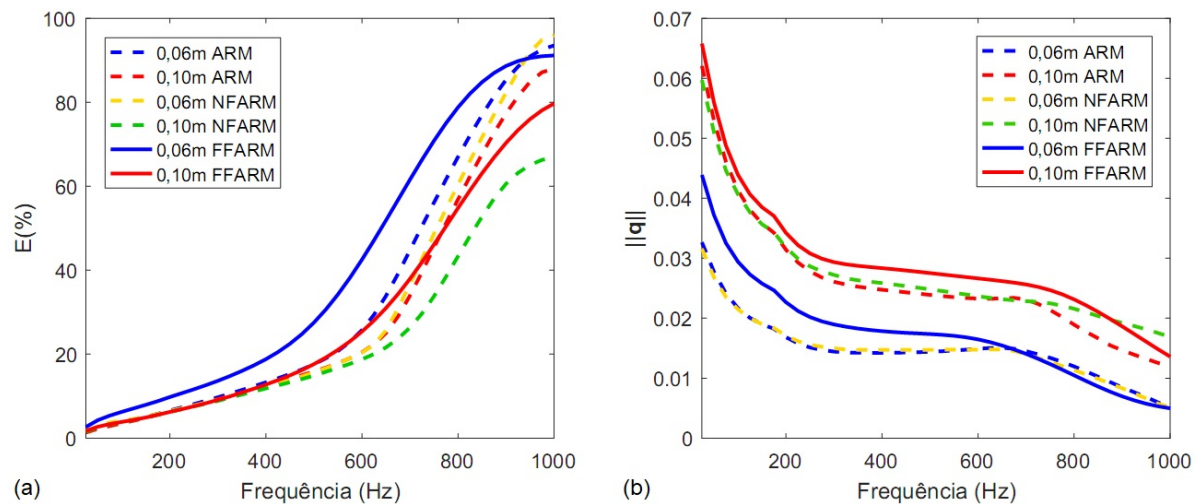 100
80
60
40
20
0
E(%)
0,06m ARM
0,10m ARM
0,06m NFARM
0,10m NFARM
0,06m FFARM
0,10m FFARM
200 400 600 800 1000
Frequência (Hz)
(a)
0.07
0.06
0.05
0.04
0.03
0.02
0.01
0
||q||
0,06m ARM
0,10m ARM
0,06m NFARM
0,10m NFARM
0,06m FFARM
0,10m FFARM
200 400 600 800 1000
Frequência (Hz)
(b)